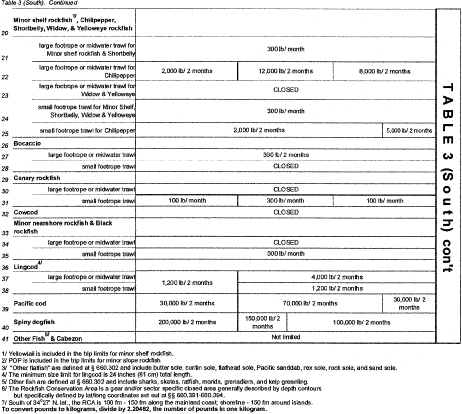 Table 3 (South). Continued
20 Minor shelf rockfish 1/, Chilipepper, Shortbelly, Widow, & Yelloweye rockfish
21 large footrope or midwater trawl for Minor shelf rockfish & Shortbelly 300 lb/ month
22 large footrope or midwater trawl for Chilipepper 2,000 lb/ 2 months 12,000 lb/ 2 months 8,000 lb/ 2 months
23 large footrope or midwater trawl for Widow & Yelloweye CLOSED
24 small footrope trawl for Minor Shelf, Shortbelly, Widow & Yelloweye 300 lb/ month
25 small footrope trawl for Chilipepper 2,000 lb/ 2 months 5,000 lb/ 2 months
26 Bocaccio
27 large footrope or midwater trawl 300 lb/ 2 months
28 small footrope trawl CLOSED
29 Canary rockfish
30 large footrope or midwater trawl CLOSED
31 small footrope trawl 100 lb/ month 300 lb/ month 100 lb/ month
32 Cowcod CLOSED
33 Minor nearshore rockfish & Black rockfish
34 large footrope or midwater trawl CLOSED
35 small footrope trawl 300 lb/ month
36 Lingcod 4/
37 large footrope or midwater trawl 1,200 lb/ 2 months 4,000 lb/ 2 months
38 small footrope trawl 1,200 lb/ 2 months
39 Pacific cod 30,000 lb/ 2 months 70,000 lb/ 2 months 30,000 lb/ 2 months
40 Spiny dogfish 200,000 lb/ 2 months 150,000 lb/ 2 months 100,000 lb/ 2 months
41 Other Fish 5/ & Cabezon Not limited
TABLE 3 (South) con't
1/ Yellowtail is included in the trip limits for minor shelf rockfish.
2/ POP is included in the trip limits for minor slope rockfish
3/ "Other flatfish" are defined at § 660.302 and include butter sole, curlfin sole, flathead sole, Pacific sanddab, rex sole, rock sole, and sand sole.
4/ The minimum size limit for lingcod is 24 inches (61 cm) total length.
5/ Other fish are defined at § 660.302 and include sharks, skates, ratfish, morids, grenadiers, and kelp greenling.
6/ The Rockfish Conservation Area is a gear and/or sector specific closed area generally described by depth contours
but specifically defined by lat/long coordinates set out at §§ 660.391-660.394.
7/ South of 34°27' N. lat., the RCA is 100 fm - 150 fm along the mainland coast; shoreline - 150 fm around islands.
To convert pounds to kilograms, divide by 2.20462, the number of pounds in one kilogram.